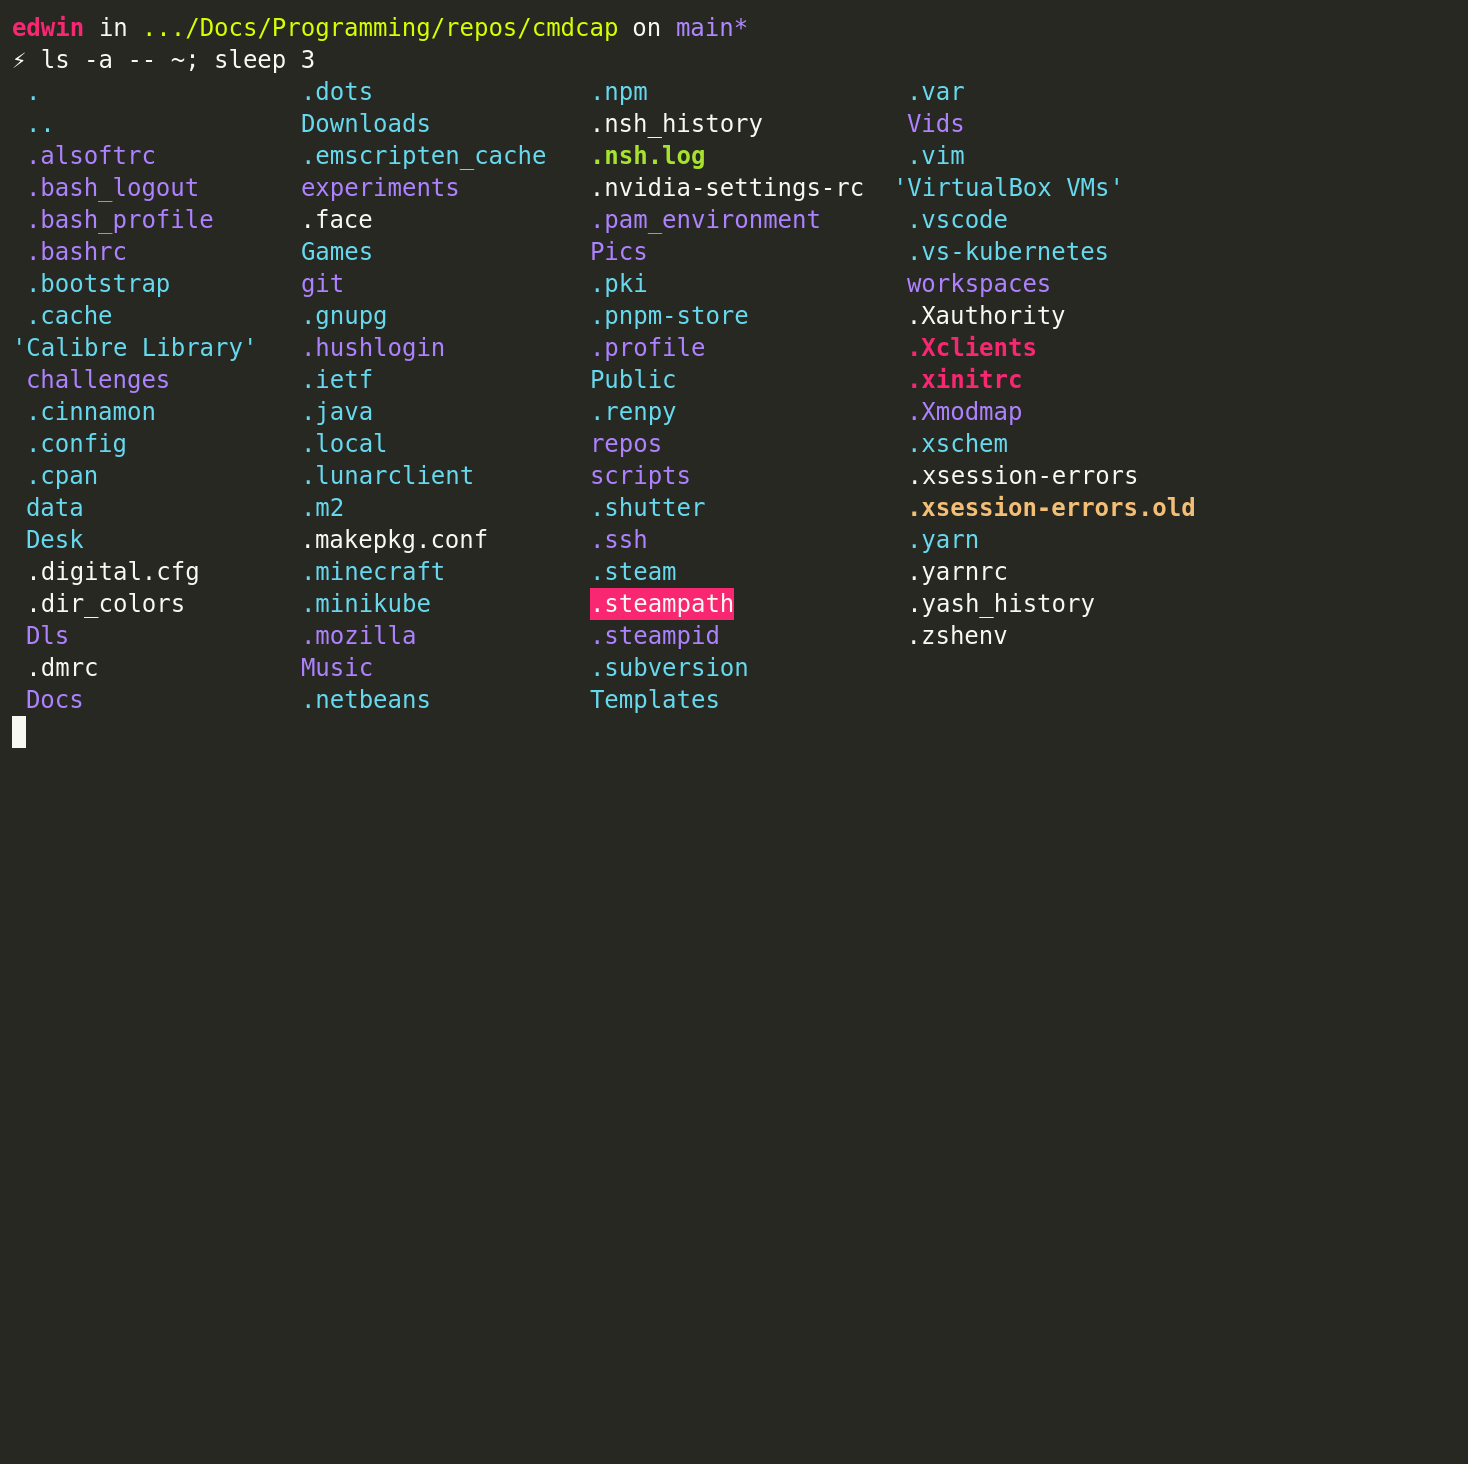 edwin in .../Docs/Programming/repos/cmdcap on main*
⚡ ls -a -- ~; sleep 3
. .dots .npm .var
.. Downloads .nsh_history Vids
.alsoftrc .emscripten_cache .nsh.log .vim
.bash_logout experiments .nvidia-settings-rc 'VirtualBox VMs'
.bash_profile .face .pam_environment .vscode
.bashrc Games Pics .vs-kubernetes
.bootstrap git .pki workspaces
.cache .gnupg .pnpm-store .Xauthority
'Calibre Library' .hushlogin .profile .Xclients
challenges .ietf Public .xinitrc
.cinnamon .java .renpy .Xmodmap
.config .local repos .xschem
.cpan .lunarclient scripts .xsession-errors
data .m2 .shutter .xsession-errors.old
Desk .makepkg.conf .ssh .yarn
.digital.cfg .minecraft .steam .yarnrc
.dir_colors .minikube .steampath .yash_history
Dls .mozilla .steampid .zshenv
.dmrc Music .subversion
Docs .netbeans Templates